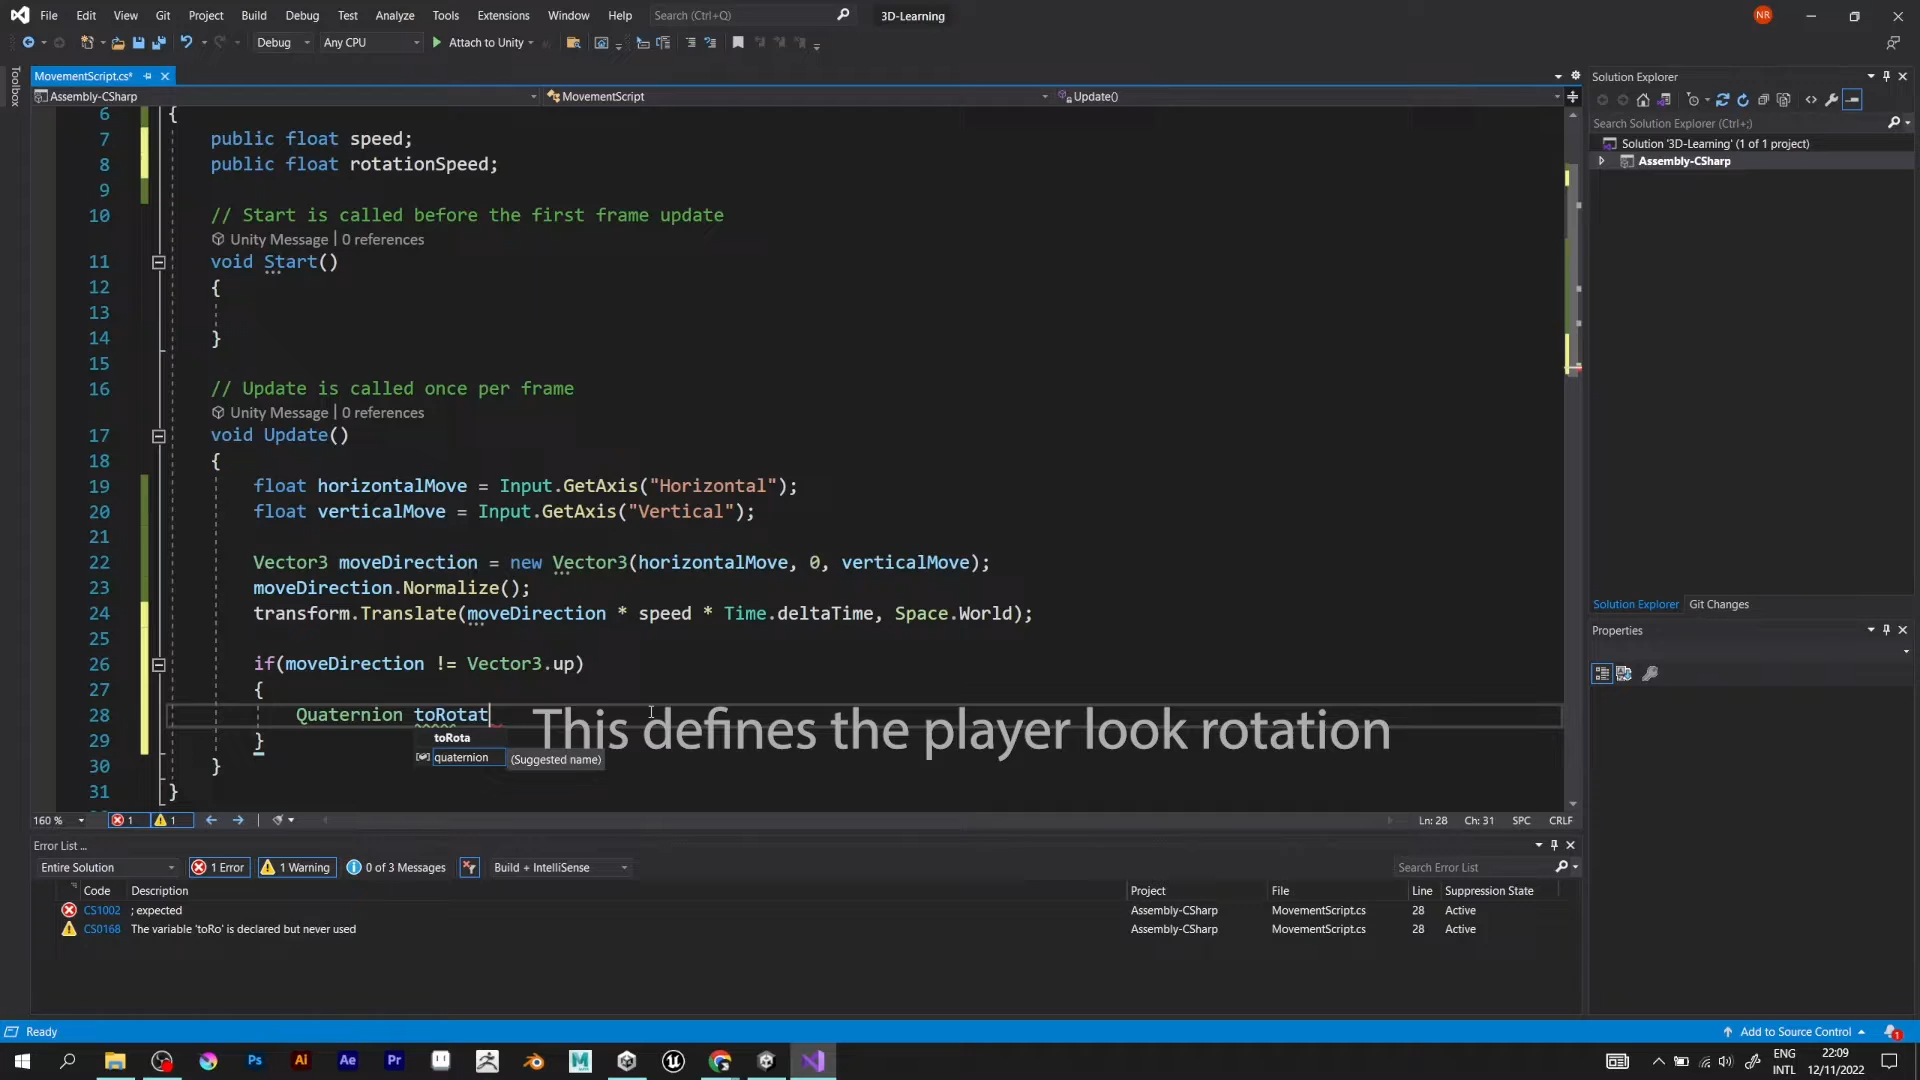 File Edit View Git Project Build Debug Test Analyze Tools Extensions Window Help Search (Ctrl+Q) 3D-Learning NR
Debug Any CPU Attach to Unity
Toolbox
MovementScript.cs*
Assembly-CSharp MovementScript Update()
6 {
7 public float speed;
8 public float rotationSpeed;
9
10 // Start is called before the first frame update
Unity Message | 0 references
11 void Start()
12 {
13
14 }
15
16 // Update is called once per frame
Unity Message | 0 references
17 void Update()
18 {
19 float horizontalMove = Input.GetAxis("Horizontal");
20 float verticalMove = Input.GetAxis("Vertical");
21
22 Vector3 moveDirection = new Vector3(horizontalMove, 0, verticalMove);
23 moveDirection.Normalize();
24 transform.Translate(moveDirection * speed * Time.deltaTime, Space.World);
25
26 if(moveDirection != Vector3.up)
27 {
28 Quaternion toRotat
This defines the player look rotation
29 }
toRota
quaternion (Suggested name)
30 }
31 }
160 % 1 1 Ln: 28 Ch: 31 SPC CRLF
Error List ...
Entire Solution 1 Error 1 Warning 0 of 3 Messages Build + IntelliSense Search Error List
Code Description Project File Line Suppression State
CS1002 ; expected Assembly-CSharp MovementScript.cs 28 Active
CS0168 The variable 'toRo' is declared but never used Assembly-CSharp MovementScript.cs 28 Active
Solution Explorer
Search Solution Explorer (Ctrl+;)
Solution '3D-Learning' (1 of 1 project)
Assembly-CSharp
Solution Explorer Git Changes
Properties
Ready Add to Source Control 1
Ps Ai Ae Pr
ENG
INTL
22:09
12/11/2022